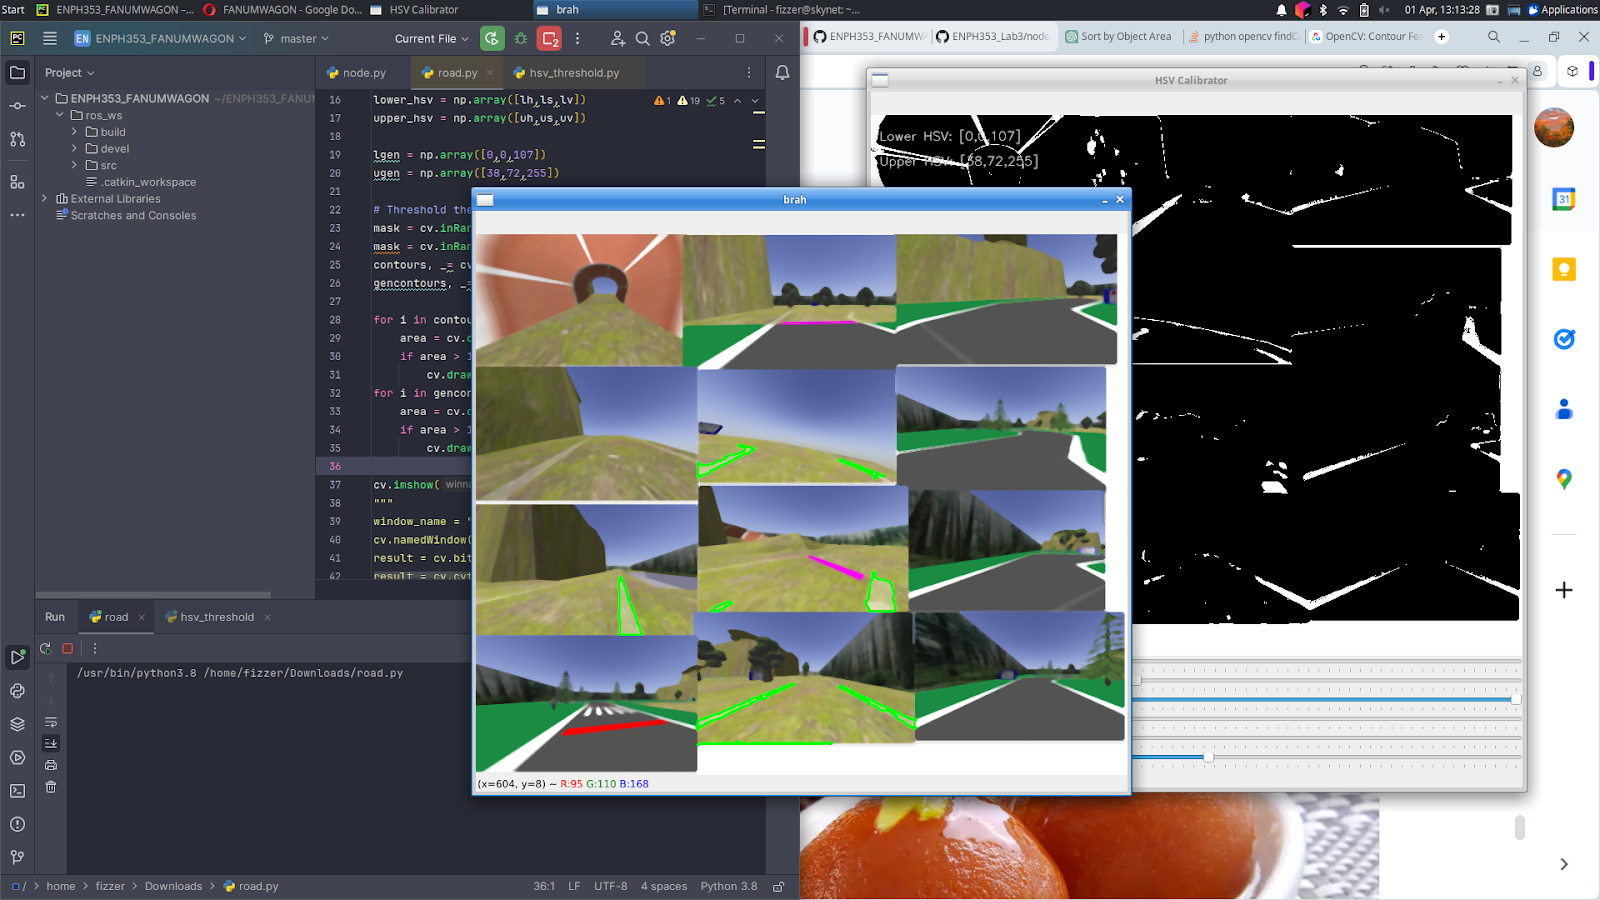 Start
ENPH353_FANUMWAGON –...
FANUMWAGON - Google Do...
HSV Calibrator
brah
[Terminal - fizzer@skynet: ~...
01 Apr, 13:13:28
Applications
EN ENPH353_FANUMWAGON
master
Current File
2
Project
node.py
road.py
hsv_threshold.py
ENPH353_FANUMWAGON ~/ENPH353_FANU
ros_ws
build
devel
src
.catkin_workspace
External Libraries
Scratches and Consoles
1 19 5
16 lower_hsv = np.array([lh,ls,lv])
17 upper_hsv = np.array([uh,us,uv])
18
19 lgen = np.array([0,0,107])
20 ugen = np.array([38,72,255])
21
22 # Threshold the
23 mask = cv.inRan
24 mask = cv.inRan
25 contours, _= cv
26 gencontours, _=
27
28 for i in contou
29 area = cv.c
30 if area > 1
31 cv.draw
32 for i in gencon
33 area = cv.c
34 if area > 1
35 cv.draw
36
37 cv.imshow( winna
38 """
39 window_name = "
40 cv.namedWindow(
41 result = cv.bit
42 result = cv.cvt
Run
road
hsv_threshold
/usr/bin/python3.8 /home/fizzer/Downloads/road.py
/ > home > fizzer > Downloads > road.py
36:1 LF UTF-8 4 spaces Python 3.8
brah
(x=604, y=8) ~ R:95 G:110 B:168
ENPH353_FANUMWA
ENPH353_Lab3/node
Sort by Object Area
python opencv findC
OpenCV: Contour Fea
HSV Calibrator
Lower HSV: [0,0,107]
Upper HSV: [38,72,255]
31